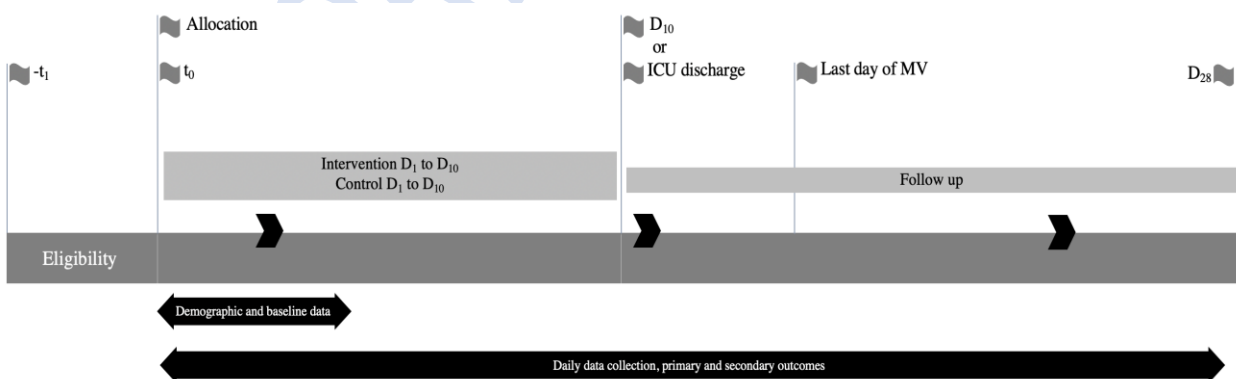 Allocation
D₁₀
or
-t₁
t₀
ICU discharge
Last day of MV
D₂₈
Intervention D₁ to D₁₀
Control D₁ to D₁₀
Follow up
Eligibility
Demographic and baseline data
Daily data collection, primary and secondary outcomes